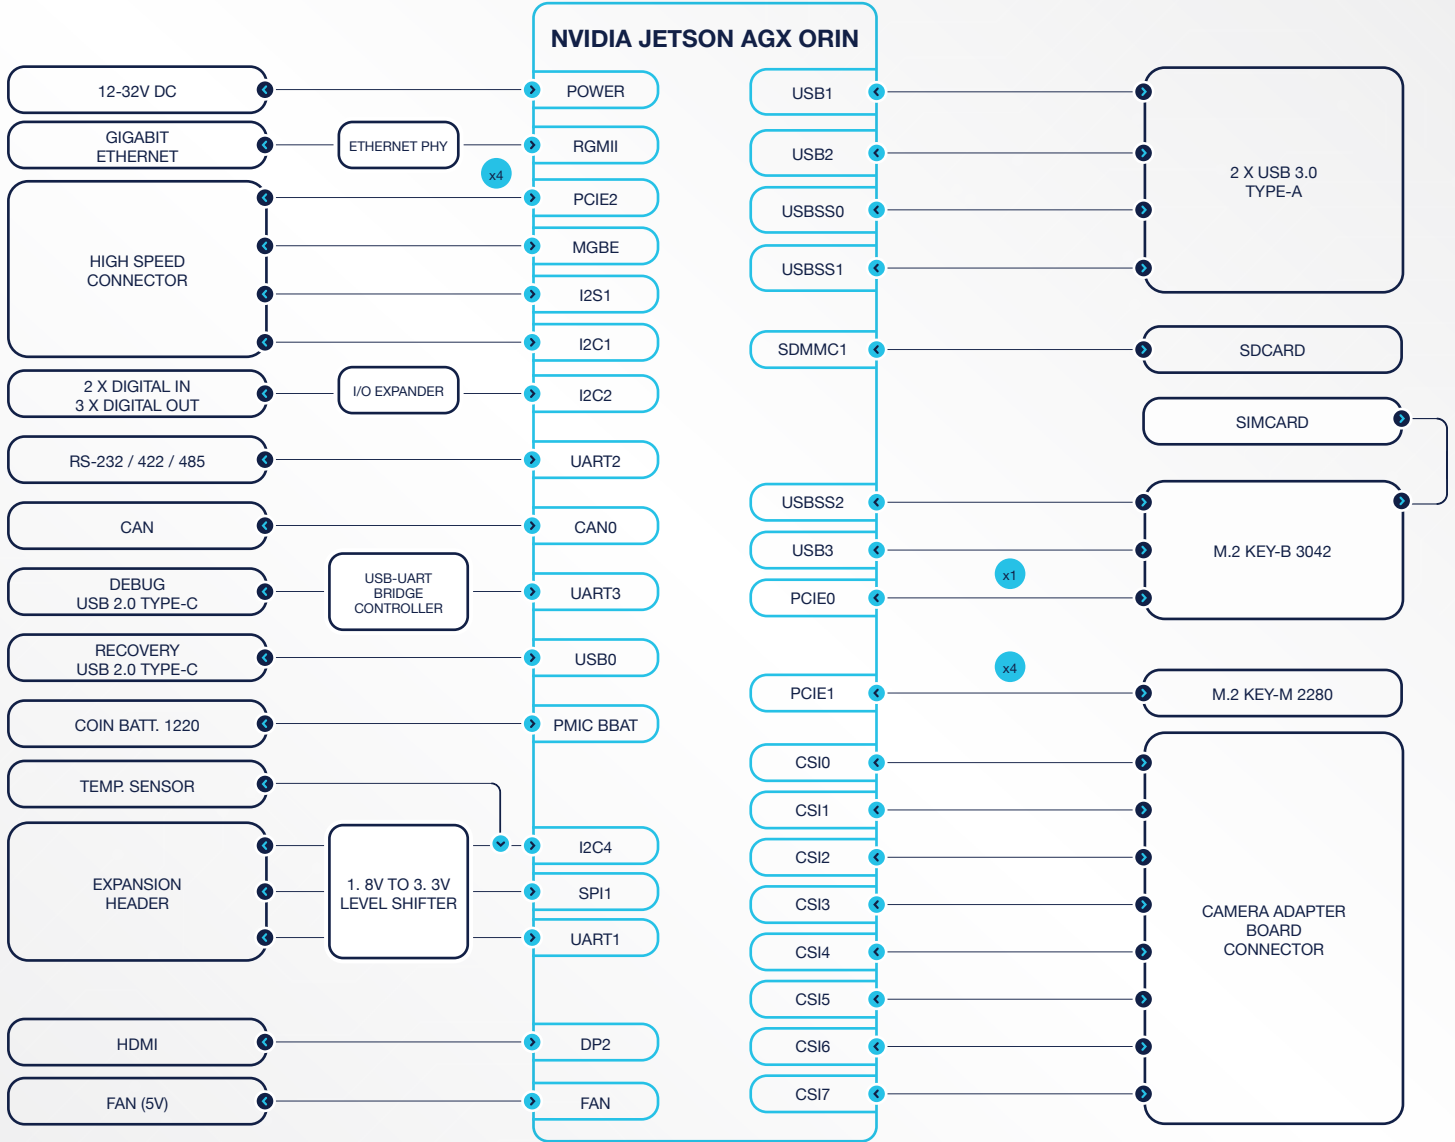 NVIDIA JETSON AGX ORIN
12-32V DC
POWER
GIGABIT
ETHERNET
ETHERNET PHY
RGMII
x4
HIGH SPEED
CONNECTOR
PCIE2
MGBE
I2S1
I2C1
2 X DIGITAL IN
3 X DIGITAL OUT
I/O EXPANDER
I2C2
RS-232 / 422 / 485
UART2
CAN
CAN0
DEBUG
USB 2.0 TYPE-C
USB-UART
BRIDGE
CONTROLLER
UART3
RECOVERY
USB 2.0 TYPE-C
USB0
COIN BATT. 1220
PMIC BBAT
TEMP. SENSOR
EXPANSION
HEADER
1. 8V TO 3. 3V
LEVEL SHIFTER
I2C4
SPI1
UART1
HDMI
DP2
FAN (5V)
FAN
USB1
USB2
USBSS0
USBSS1
2 X USB 3.0
TYPE-A
SDMMC1
SDCARD
SIMCARD
USBSS2
USB3
PCIE0
x1
M.2 KEY-B 3042
x4
PCIE1
M.2 KEY-M 2280
CSI0
CSI1
CSI2
CSI3
CSI4
CSI5
CSI6
CSI7
CAMERA ADAPTER
BOARD
CONNECTOR